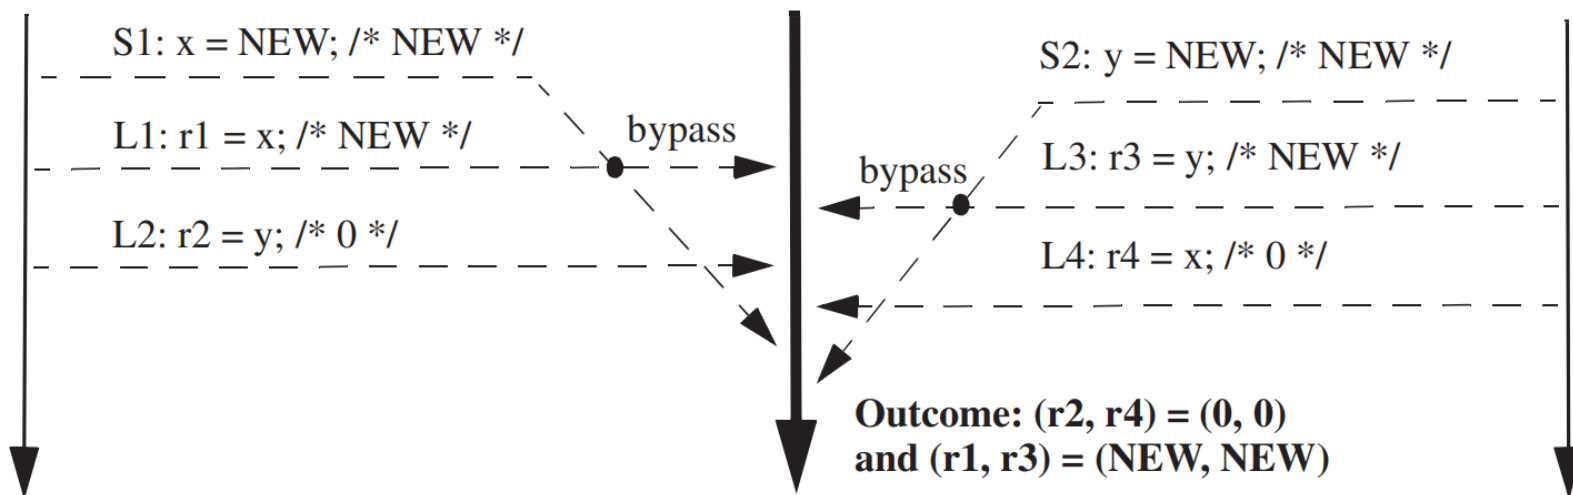 S1: x = NEW; /* NEW */
L1: r1 = x; /* NEW */
bypass
L2: r2 = y; /* 0 */
S2: y = NEW; /* NEW */
L3: r3 = y; /* NEW */
bypass
L4: r4 = x; /* 0 */
Outcome: (r2, r4) = (0, 0)
and (r1, r3) = (NEW, NEW)